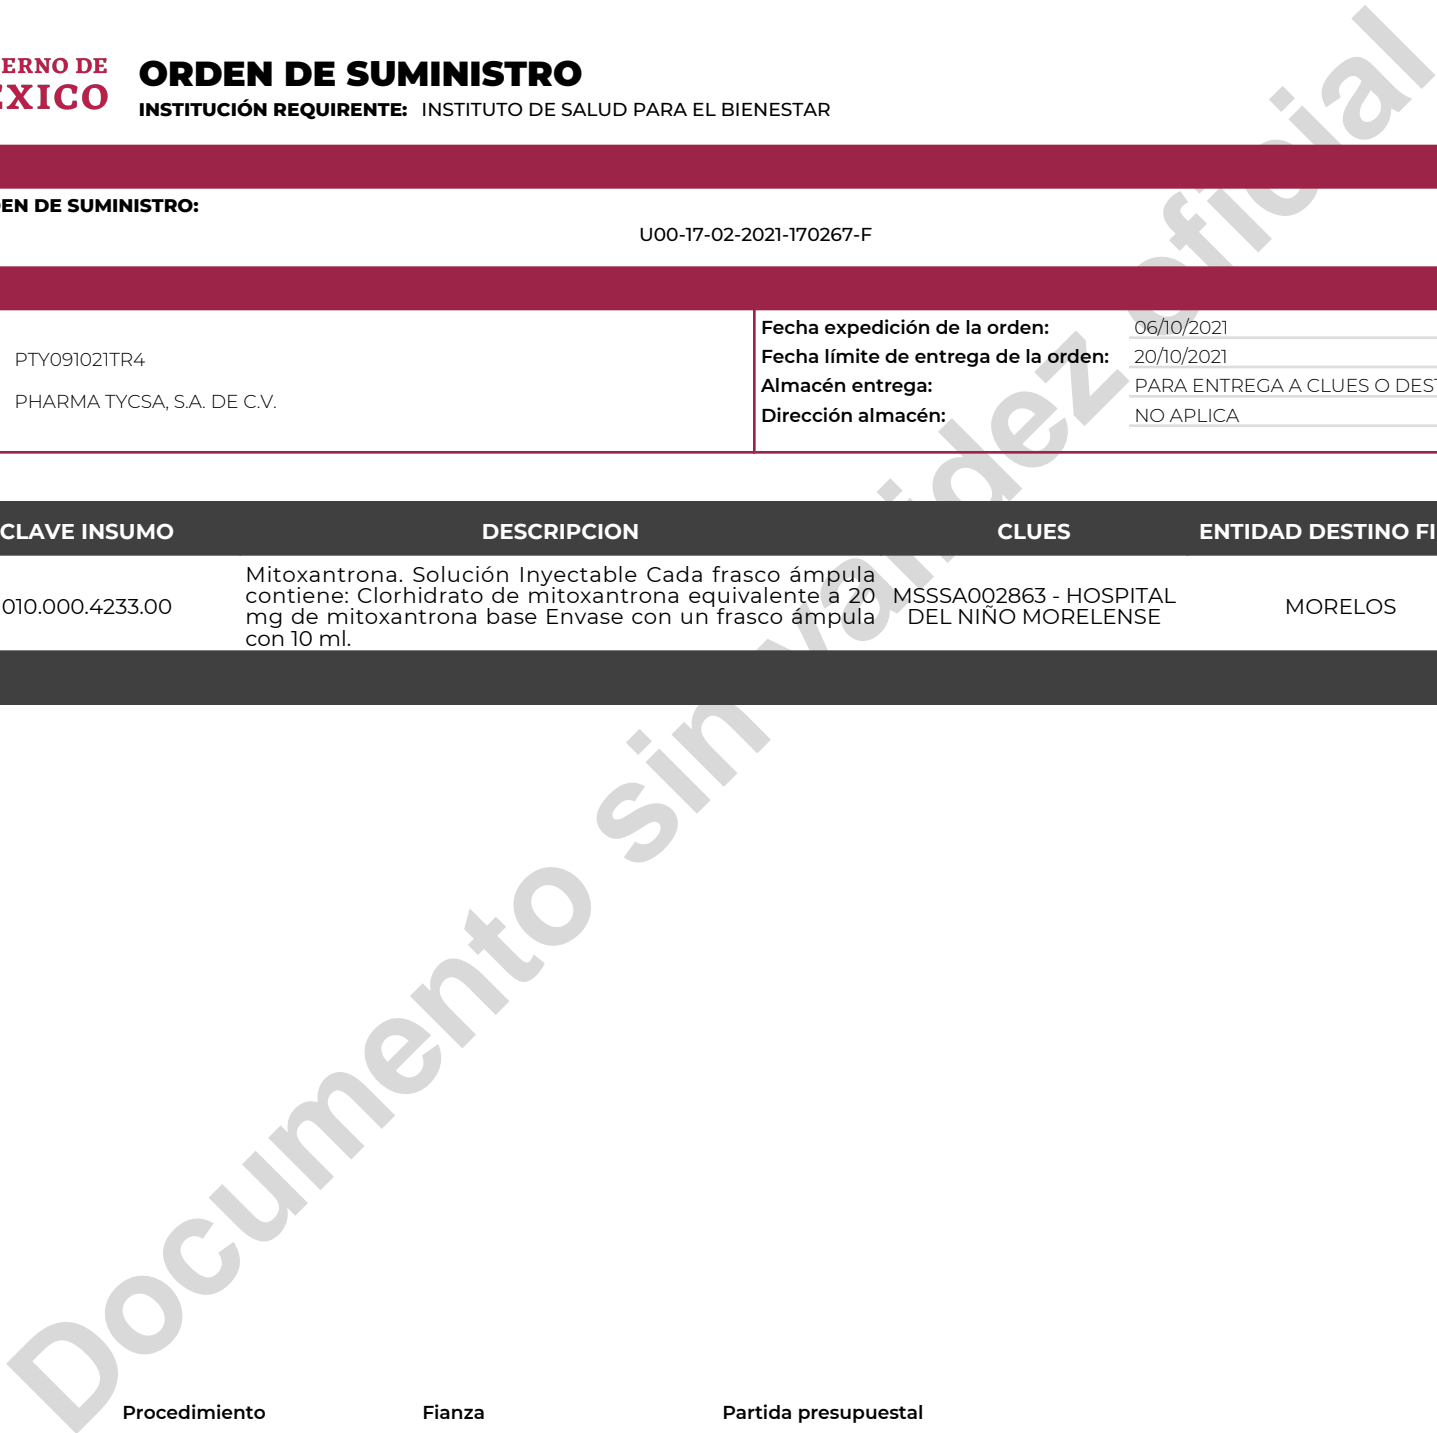 ERNO DE
EXICO
ORDEN DE SUMINISTRO
INSTITUCIÓN REQUIRENTE: INSTITUTO DE SALUD PARA EL BIENESTAR
EN DE SUMINISTRO:
U00-17-02-2021-170267-F
PTY091021TR4
PHARMA TYCSA, S.A. DE C.V.
Fecha expedición de la orden: 06/10/2021
Fecha límite de entrega de la orden: 20/10/2021
Almacén entrega: PARA ENTREGA A CLUES O DEST
Dirección almacén: NO APLICA
CLAVE INSUMO DESCRIPCION CLUES ENTIDAD DESTINO FI
010.000.4233.00
Mitoxantrona. Solución Inyectable Cada frasco ámpula
contiene: Clorhidrato de mitoxantrona equivalente a 20
mg de mitoxantrona base Envase con un frasco ámpula
con 10 ml.
MSSSA002863 - HOSPITAL
DEL NIÑO MORELENSE
MORELOS
Documento sin validez oficial
Procedimiento Fianza Partida presupuestal